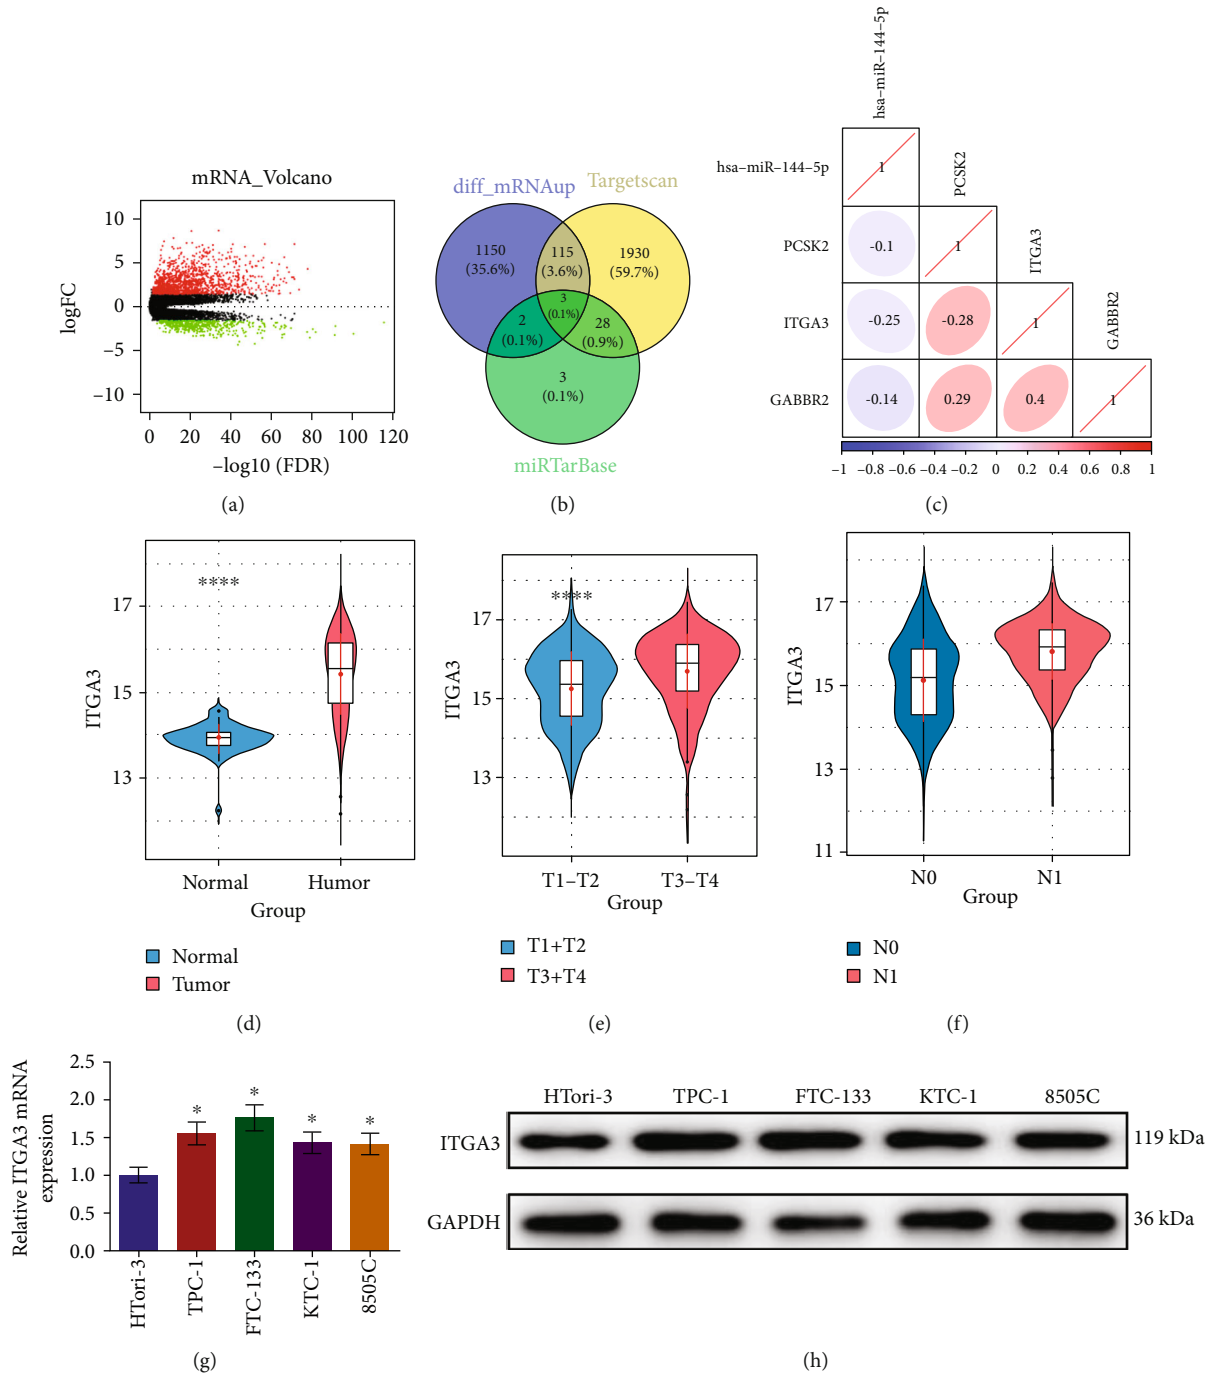 mRNA_Volcano
10
5
0
−5
−10
logFC
0 20 40 60 80 100 120
−log10 (FDR)
(a)
diff_mRNAup
Targetscan
1150
(35.6%)
115
(3.6%)
1930
(59.7%)
3
(0.1%)
2
(0.1%)
28
(0.9%)
3
(0.1%)
miRTarBase
(b)
hsa–miR–144–5p
PCSK2
ITGA3
GABBR2
hsa–miR–144–5p
1
PCSK2
-0.1
1
ITGA3
-0.25
-0.28
1
GABBR2
-0.14
0.29
0.4
1
−1 −0.8 −0.6 −0.4 −0.2 0 0.2 0.4 0.6 0.8 1
(c)
****
17
15
13
ITGA3
Normal
Humor
Group
Normal
Tumor
(d)
****
17
15
13
ITGA3
T1–T2
T3–T4
Group
T1+T2
T3+T4
(e)
17
15
13
11
ITGA3
N0
N1
Group
N0
N1
(f)
Relative ITGA3 mRNA
expression
2.5
2.0
1.5
1.0
0.5
0.0
*
*
*
*
HTori-3
TPC-1
FTC-133
KTC-1
8505C
(g)
HTori-3 TPC-1 FTC-133 KTC-1 8505C
ITGA3
119 kDa
GAPDH
36 kDa
(h)